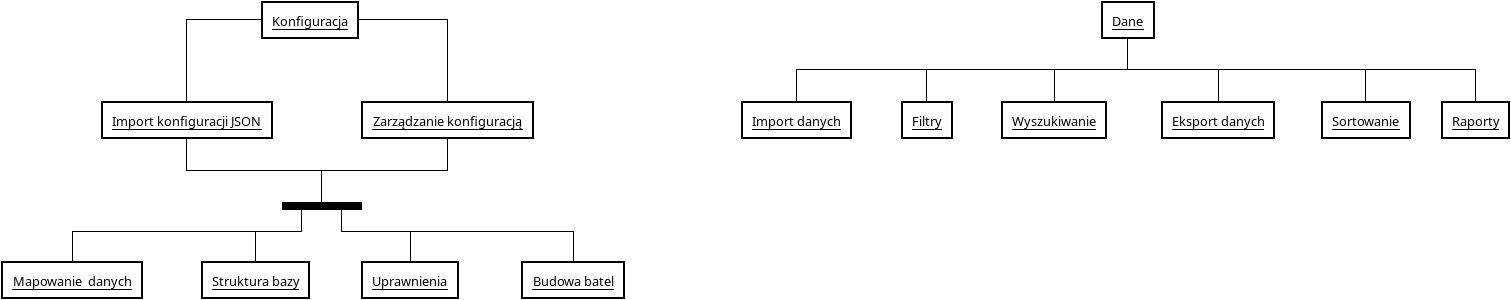 Konfiguracja
Dane
Import konfiguracji JSON
Zarządzanie konfiguracją
Import danych
Filtry
Wyszukiwanie
Eksport danych
Sortowanie
Raporty
Mapowanie  danych
Struktura bazy
Uprawnienia
Budowa batel